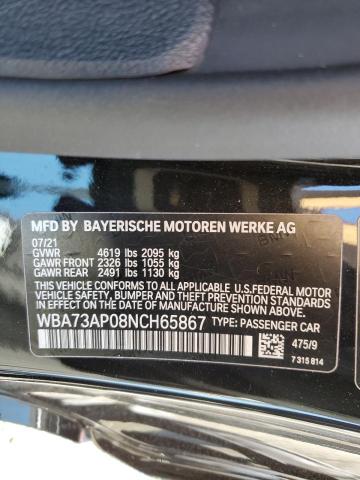 MFD BY BAYERISCHE MOTOREN WERKE AG
07/21
GVWR 4619 lbs 2095 kg
GAWR FRONT 2326 lbs 1055 kg
GAWR REAR 2491 lbs 1130 kg
THIS VEHICLE CONFORMS TO ALL APPLICABLE
U.S.FEDERAL MOTOR VEHICLE SAFETY,
BUMPER, AND THEFT PREVENTION STANDARDS
IN EFFECT ON THE DATE OF MANUFACTURE SHOWN ABOVE.
WBA73AP08NCH65867 TYPE: PASSENGER CAR
475/9
7 315 814